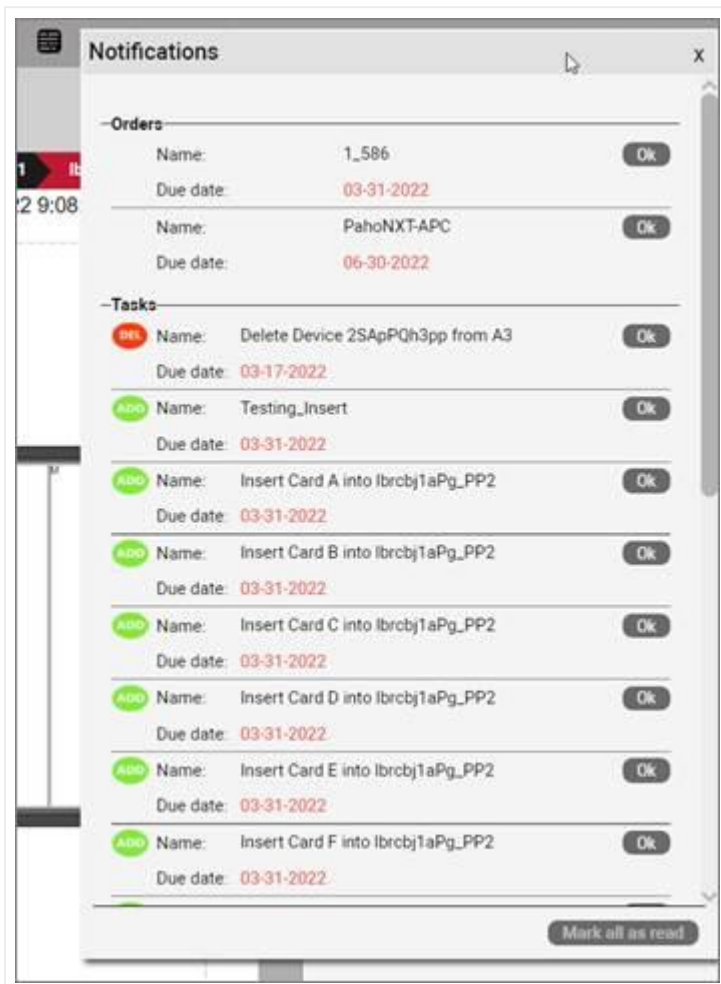 Notifications
X
Orders
Name: 1_586 Ok
Due date: 03-31-2022
Name: PahoNXT-APC Ok
Due date: 06-30-2022
Tasks
DEL Name: Delete Device 2SApPQh3pp from A3 Ok
Due date: 03-17-2022
ADD Name: Testing_Insert Ok
Due date: 03-31-2022
ADD Name: Insert Card A into lbrcbj1aPg_PP2 Ok
Due date: 03-31-2022
ADD Name: Insert Card B into lbrcbj1aPg_PP2 Ok
Due date: 03-31-2022
ADD Name: Insert Card C into lbrcbj1aPg_PP2 Ok
Due date: 03-31-2022
ADD Name: Insert Card D into lbrcbj1aPg_PP2 Ok
Due date: 03-31-2022
ADD Name: Insert Card E into lbrcbj1aPg_PP2 Ok
Due date: 03-31-2022
ADD Name: Insert Card F into lbrcbj1aPg_PP2 Ok
Due date: 03-31-2022
Mark all as read
1
lb
22 9:08
M